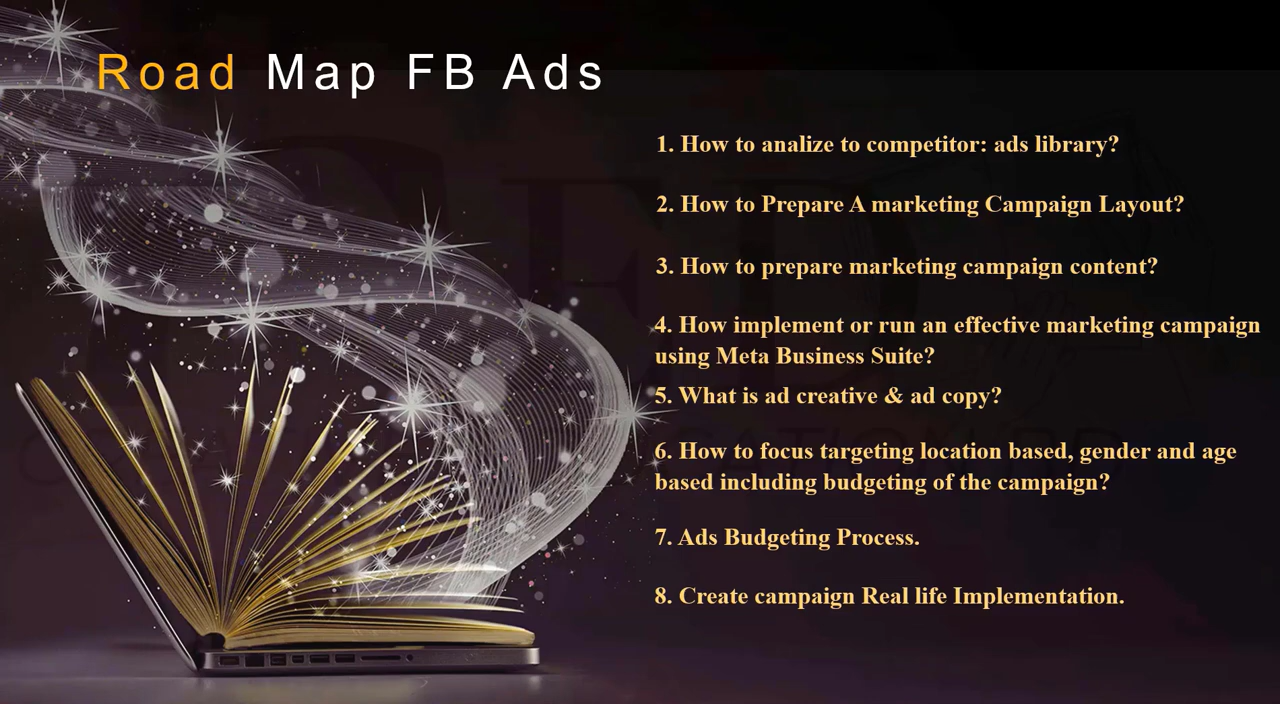 Road Map FB Ads
1. How to analize to competitor: ads library?
2. How to Prepare A marketing Campaign Layout?
3. How to prepare marketing campaign content?
4. How implement or run an effective marketing campaign
using Meta Business Suite?
5. What is ad creative & ad copy?
6. How to focus targeting location based, gender and age
based including budgeting of the campaign?
7. Ads Budgeting Process.
8. Create campaign Real life Implementation.